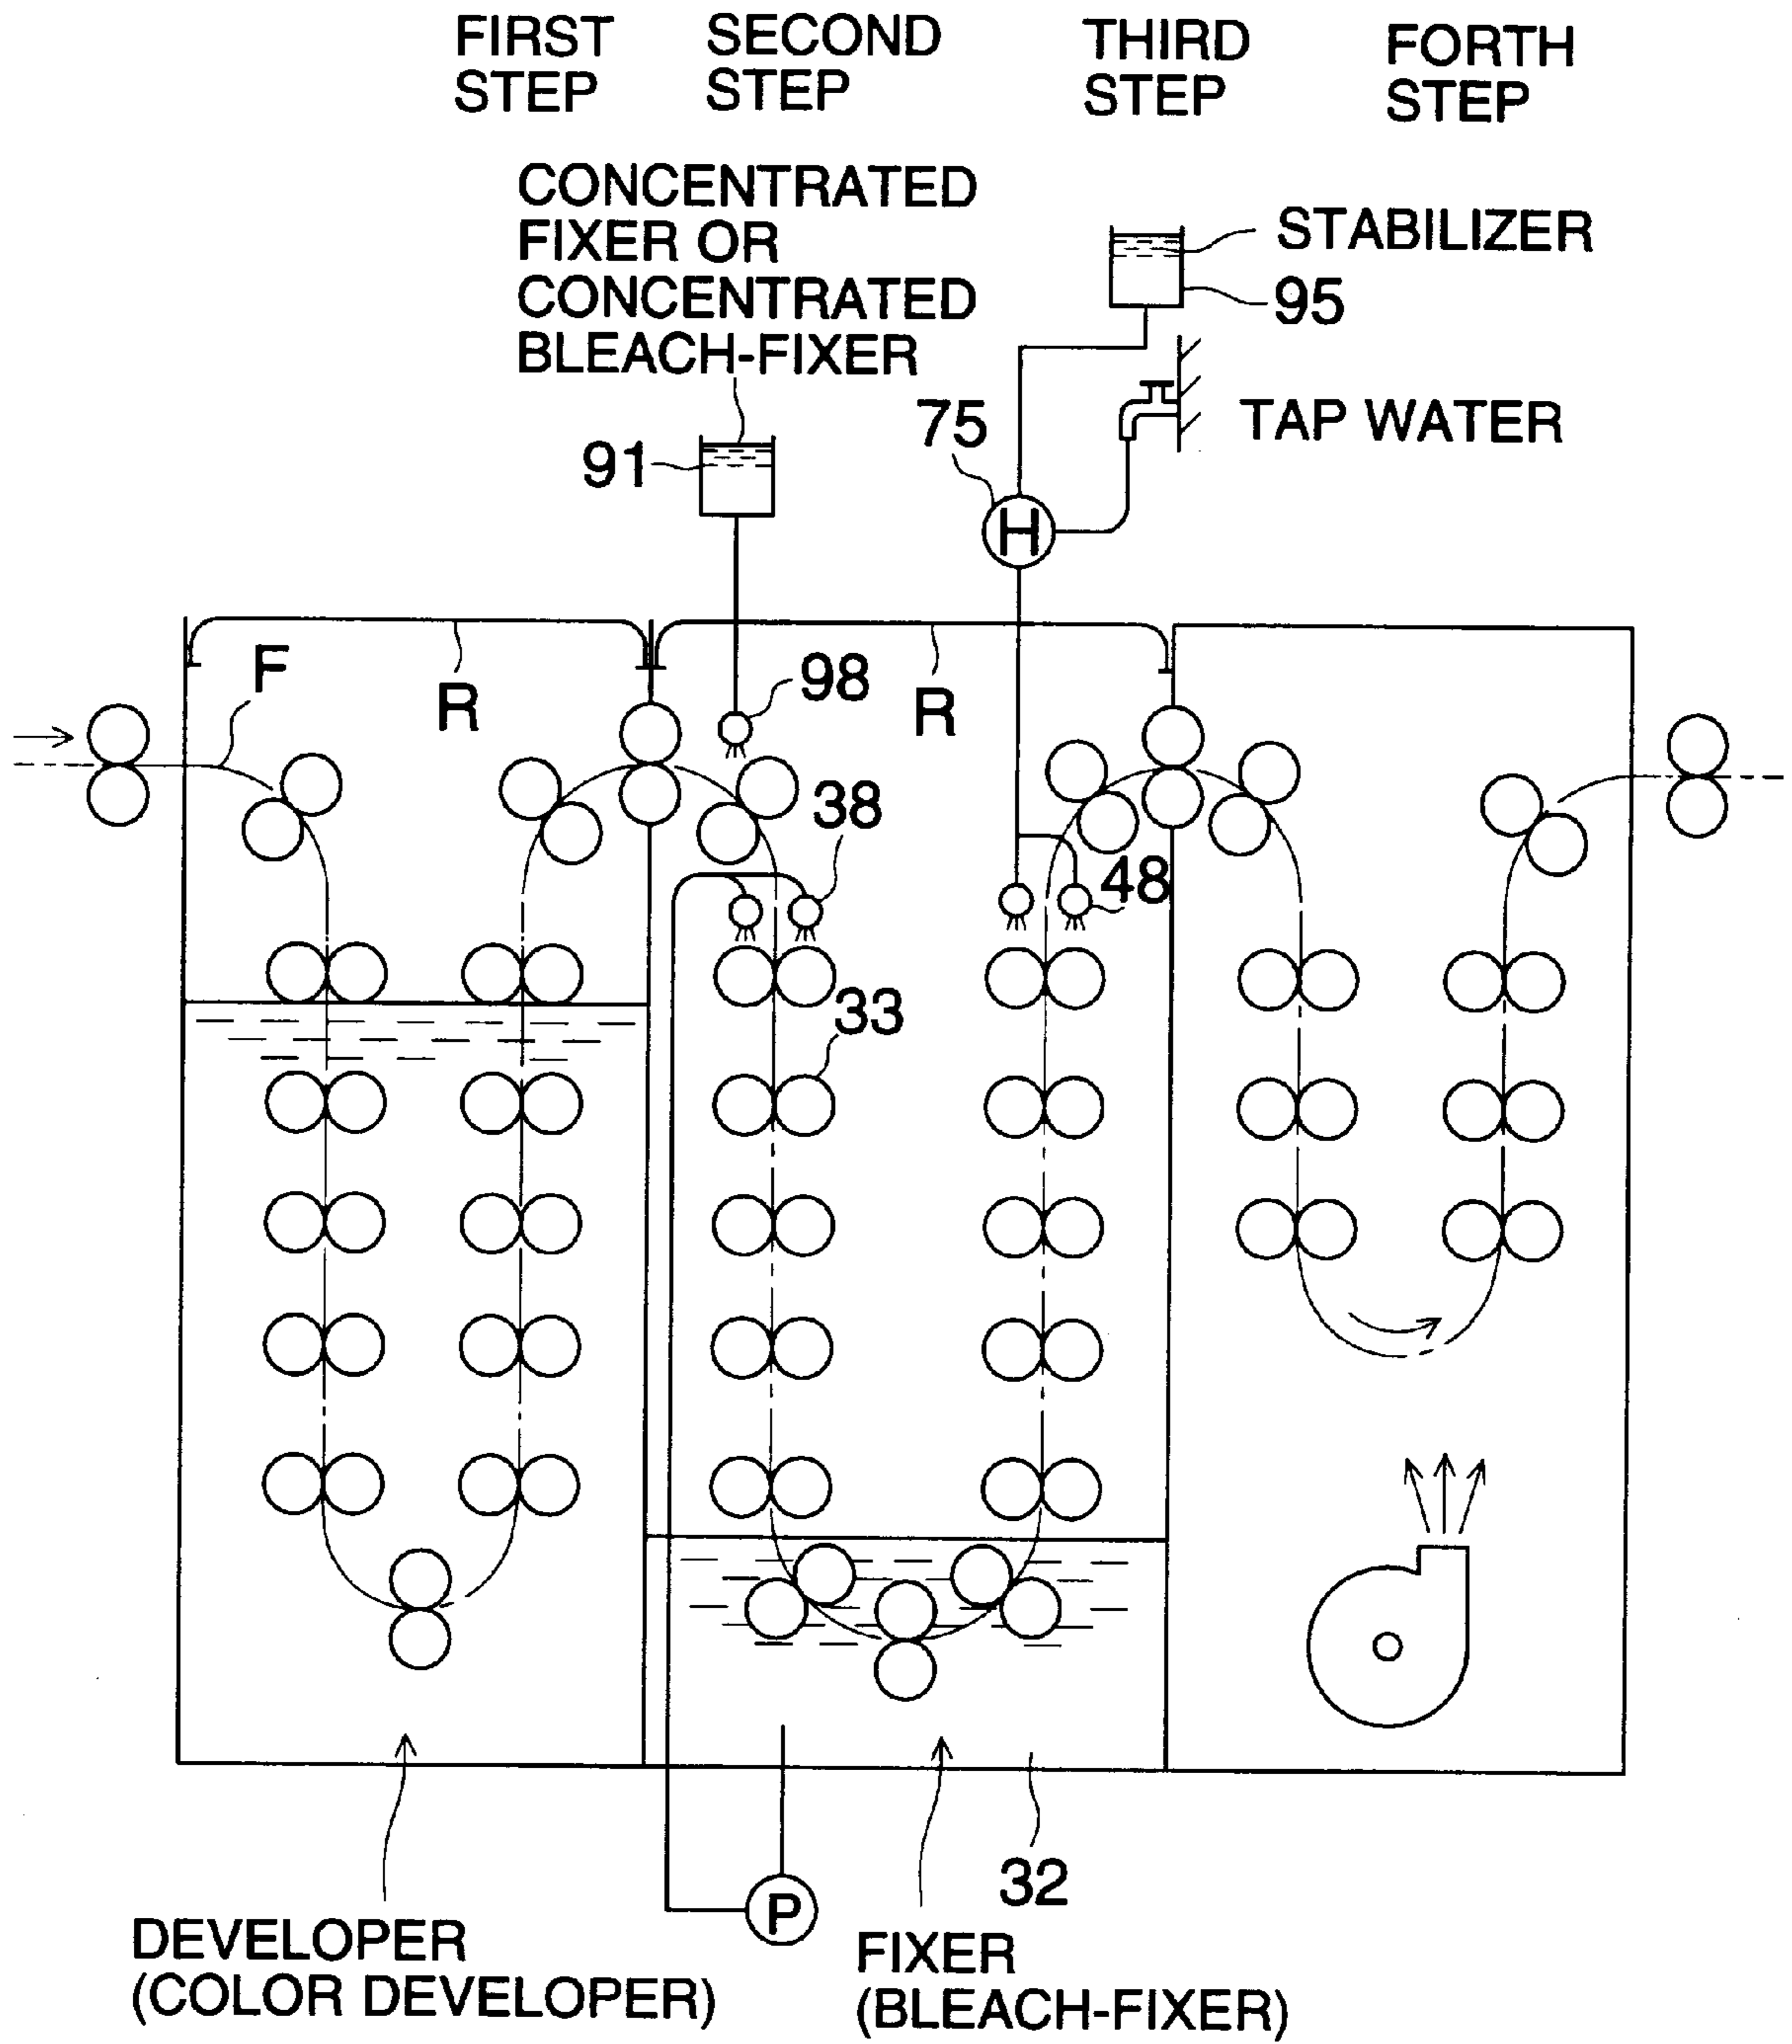 FIRST
STEP
SECOND
STEP
THIRD
STEP
FORTH
STEP
CONCENTRATED
FIXER OR
CONCENTRATED
BLEACH-FIXER
STABILIZER
95
TAP WATER
75
91
H
F
R
98
R
38
48
33
32
P
DEVELOPER
(COLOR DEVELOPER)
FIXER
(BLEACH-FIXER)